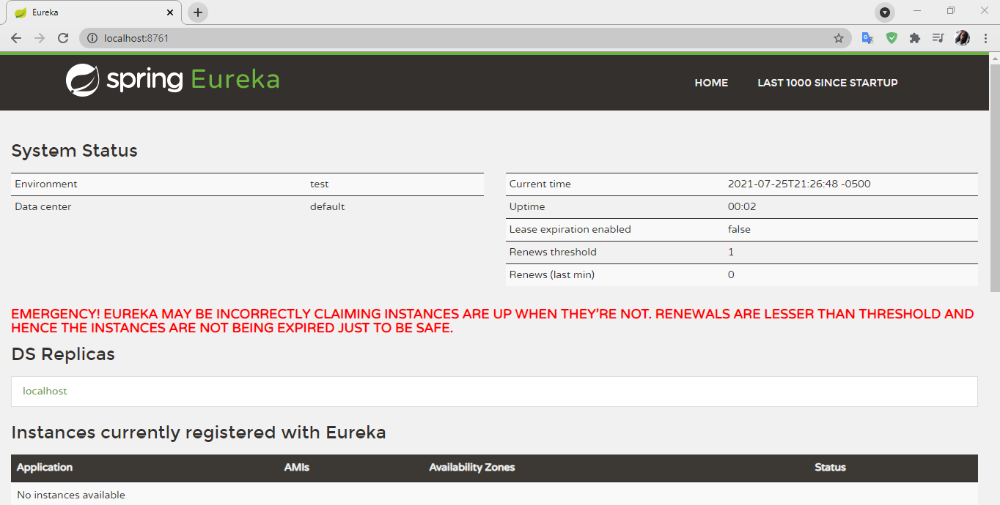 Eureka
localhost:8761
spring Eureka
HOME LAST 1000 SINCE STARTUP
System Status
Environment test
Data center default
Current time 2021-07-25T21:26:48 -0500
Uptime 00:02
Lease expiration enabled false
Renews threshold 1
Renews (last min) 0
EMERGENCY! EUREKA MAY BE INCORRECTLY CLAIMING INSTANCES ARE UP WHEN THEY'RE NOT. RENEWALS ARE LESSER THAN THRESHOLD AND
HENCE THE INSTANCES ARE NOT BEING EXPIRED JUST TO BE SAFE.
DS Replicas
localhost
Instances currently registered with Eureka
Application AMIs Availability Zones Status
No instances available